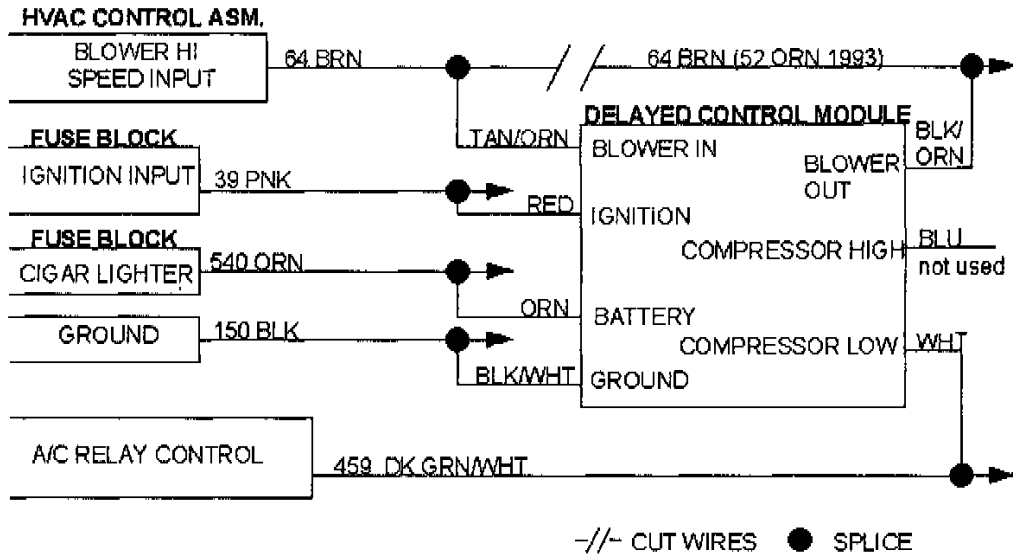 HVAC CONTROL ASM.
BLOWER HI
SPEED INPUT
64 BRN
64 BRN (52 ORN 1993)
DELAYED CONTROL MODULE
TAN/ORN
BLOWER IN
BLOWER
OUT
BLK/
ORN
FUSE BLOCK
IGNITION INPUT
39 PNK
RED
IGNITION
FUSE BLOCK
CIGAR LIGHTER
540 ORN
COMPRESSOR HIGH
BLU
not used
ORN
BATTERY
GROUND
150 BLK
COMPRESSOR LOW
WHT
BLK/WHT
GROUND
A/C RELAY CONTROL
459 DK GRN/WHT
-//- CUT WIRES
SPLICE